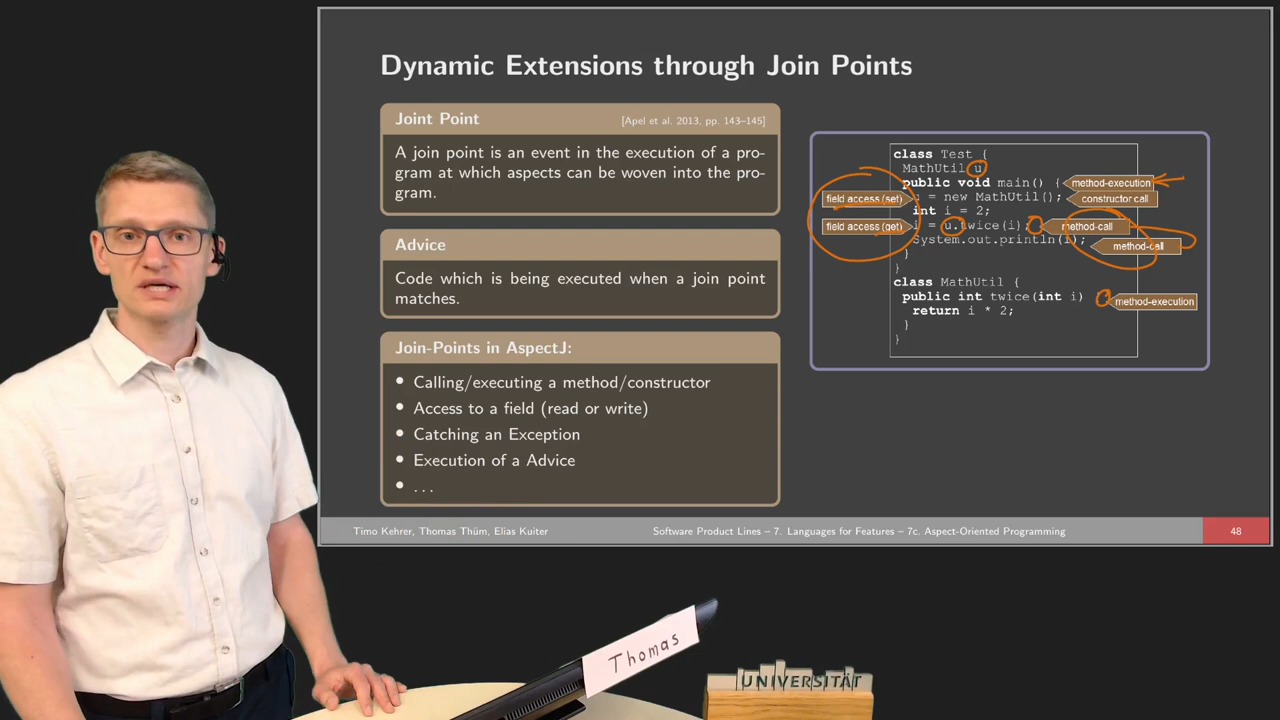 Dynamic Extensions through Join Points
Joint Point
[Apel et al. 2013, pp. 143–145]
A join point is an event in the execution of a pro-
gram at which aspects can be woven into the pro-
gram.
Advice
Code which is being executed when a join point
matches.
Join-Points in AspectJ:
• Calling/executing a method/constructor
• Access to a field (read or write)
• Catching an Exception
• Execution of a Advice
• . . .
class Test {
MathUtil u
public void main() { method-execution
field access (set) = new MathUtil(); constructor call
int i = 2;
field access (get) i = u.twice(i); method-call
System.out.println(i); method-call
}
}
class MathUtil {
public int twice(int i) method-execution
return i * 2;
}
}
Timo Kehrer, Thomas Thüm, Elias Kuiter
Software Product Lines – 7. Languages for Features – 7c. Aspect-Oriented Programming
48
Thomas
UNIVERSITÄT